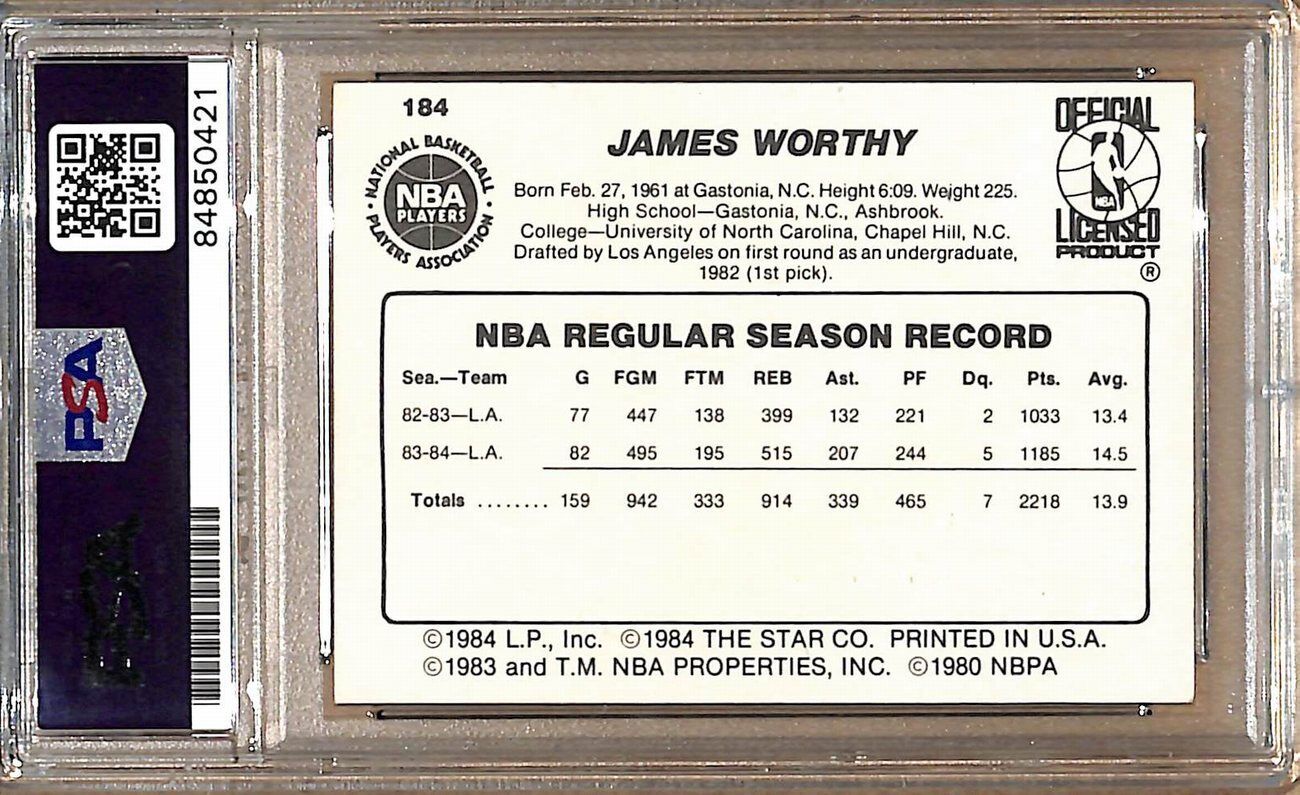 84850421
PSA
184
NATIONAL BASKETBALL
NBA
PLAYERS
PLAYERS ASSOCIATION
OFFICIAL
NBA
LICENSED
PRODUCT
®
JAMES WORTHY
Born Feb. 27, 1961 at Gastonia, N.C. Height 6:09. Weight 225.
High School—Gastonia, N.C., Ashbrook.
College—University of North Carolina, Chapel Hill, N.C.
Drafted by Los Angeles on first round as an undergraduate,
1982 (1st pick).
NBA REGULAR SEASON RECORD
Sea.—Team G FGM FTM REB Ast. PF Dq. Pts. Avg.
82-83—L.A. 77 447 138 399 132 221 2 1033 13.4
83-84—L.A. 82 495 195 515 207 244 5 1185 14.5
Totals ........ 159 942 333 914 339 465 7 2218 13.9
©1984 L.P., Inc. ©1984 THE STAR CO. PRINTED IN U.S.A.
©1983 and T.M. NBA PROPERTIES, INC. ©1980 NBPA